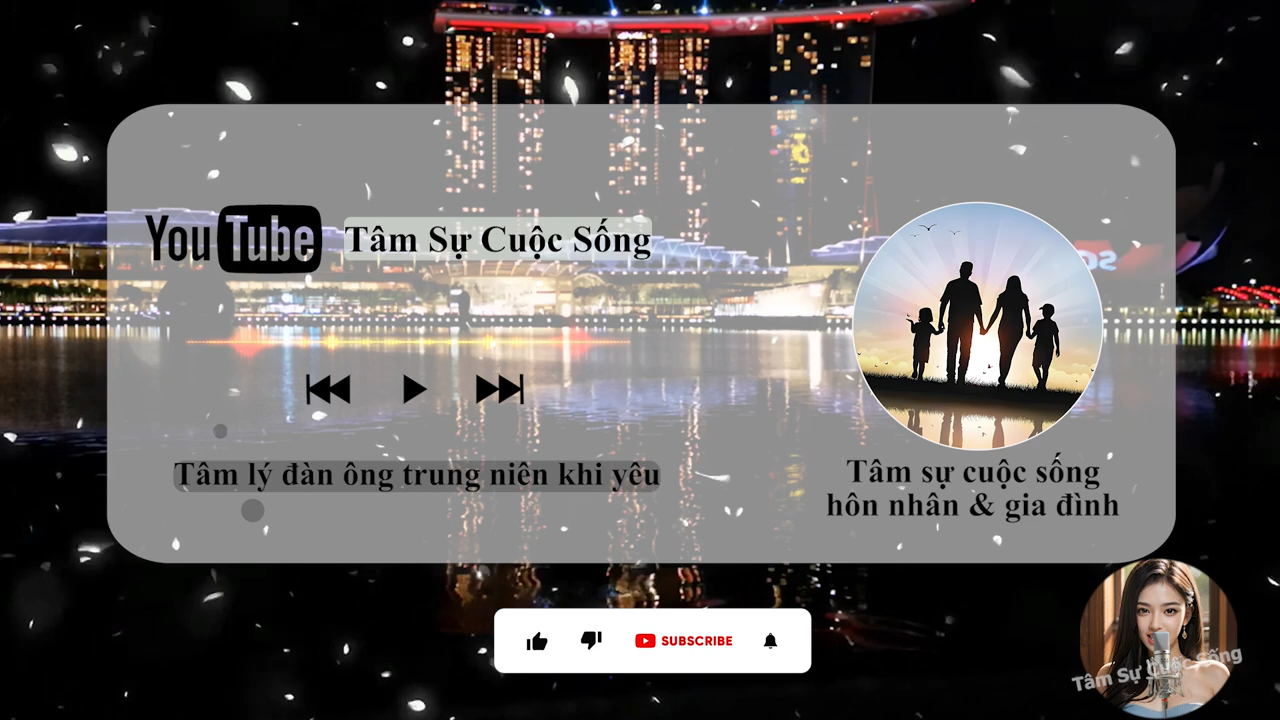 YouTube
Tâm Sự Cuộc Sống
Tâm lý đàn ông trung niên khi yêu
Tâm sự cuộc sống
hôn nhân & gia đình
SUBSCRIBE
Tâm Sự Cuộc Sống